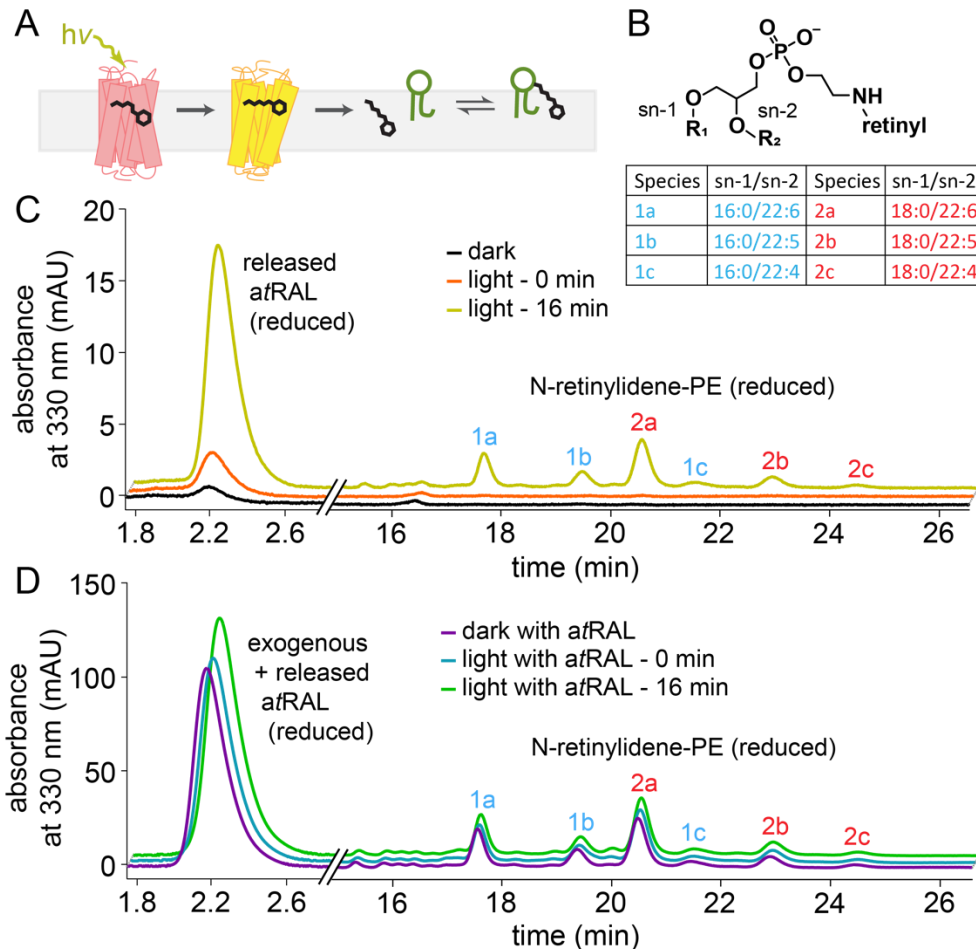 A
hν
B
O
O⁻
P
O
O
sn-1
O
R₁
sn-2
O
R₂
NH
retinyl
Species sn-1/sn-2 Species sn-1/sn-2
1a 16:0/22:6 2a 18:0/22:6
1b 16:0/22:5 2b 18:0/22:5
1c 16:0/22:4 2c 18:0/22:4
C
absorbance
at 330 nm (mAU)
20
15
10
5
0
released
atRAL
(reduced)
dark
light - 0 min
light - 16 min
N-retinylidene-PE (reduced)
1a
1b
2a
1c
2b
2c
1.8 2.2 2.6 16 18 20 22 24 26
time (min)
D
absorbance
at 330 nm (mAU)
150
100
50
0
exogenous
+ released
atRAL
(reduced)
dark with atRAL
light with atRAL - 0 min
light with atRAL - 16 min
N-retinylidene-PE (reduced)
1a
1b
2a
1c
2b
2c
1.8 2.2 2.6 16 18 20 22 24 26
time (min)